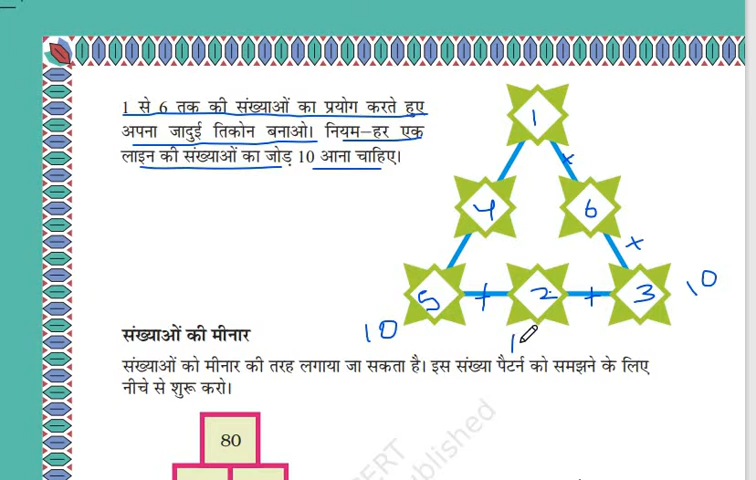 1 से 6 तक की संख्याओं का प्रयोग करते हुए
अपना जादुई तिकोन बनाओ। नियम–हर एक
लाइन की संख्याओं का जोड़ 10 आना चाहिए।
1
+
4
6
+
5 + 2 + 3
10
10
1
संख्याओं की मीनार
संख्याओं को मीनार की तरह लगाया जा सकता है। इस संख्या पैटर्न को समझने के लिए
नीचे से शुरू करो।
80